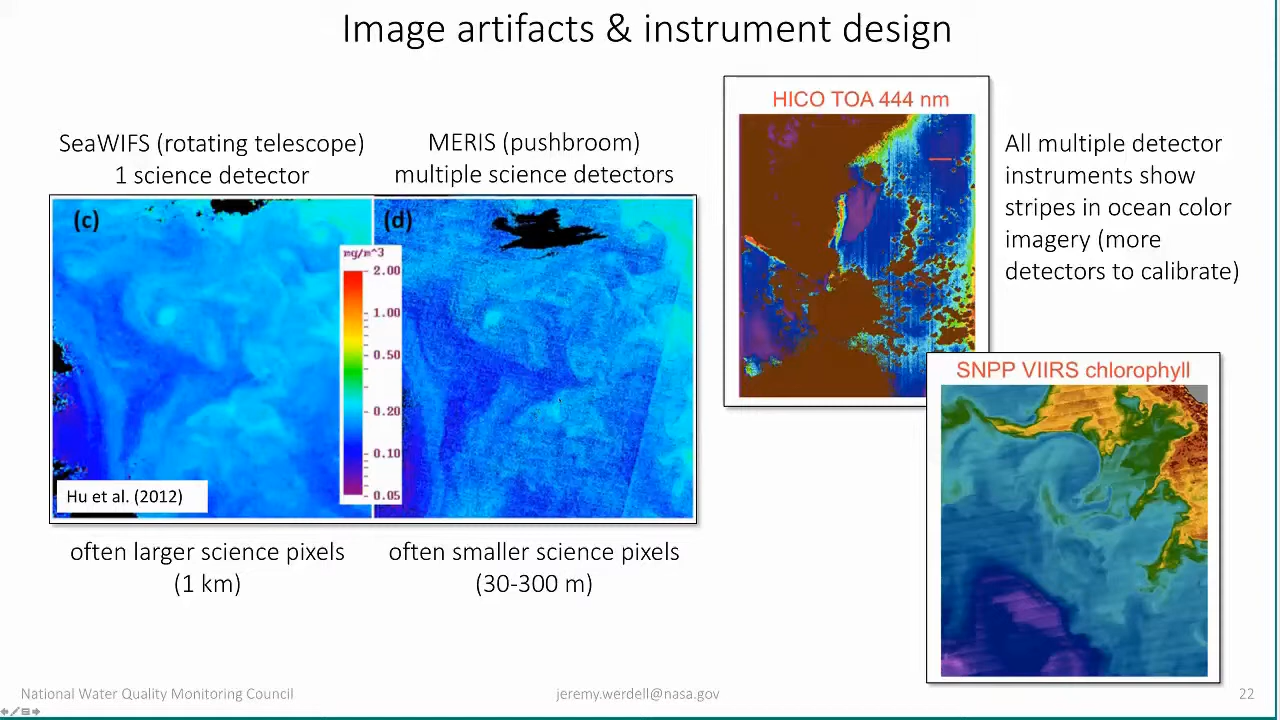 Image artifacts & instrument design
SeaWIFS (rotating telescope)
1 science detector
MERIS (pushbroom)
multiple science detectors
(c)
(d)
mg/m^3
2.00
1.00
0.50
0.20
0.10
0.05
Hu et al. (2012)
often larger science pixels
(1 km)
often smaller science pixels
(30-300 m)
HICO TOA 444 nm
All multiple detector
instruments show
stripes in ocean color
imagery (more
detectors to calibrate)
SNPP VIIRS chlorophyll
National Water Quality Monitoring Council
jeremy.werdell@nasa.gov
22